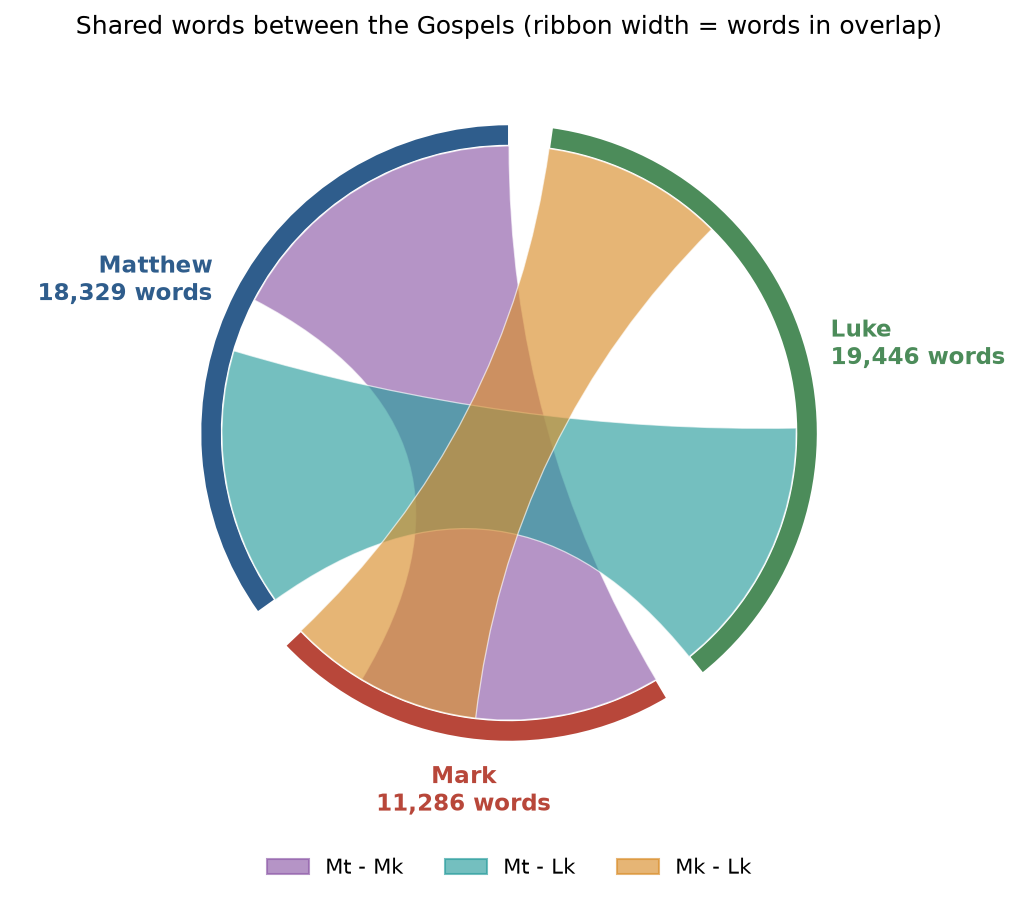 Shared words between the Gospels (ribbon width = words in overlap)
Matthew
18,329 words
Luke
19,446 words
Mark
11,286 words
Mt - Mk
Mt - Lk
Mk - Lk